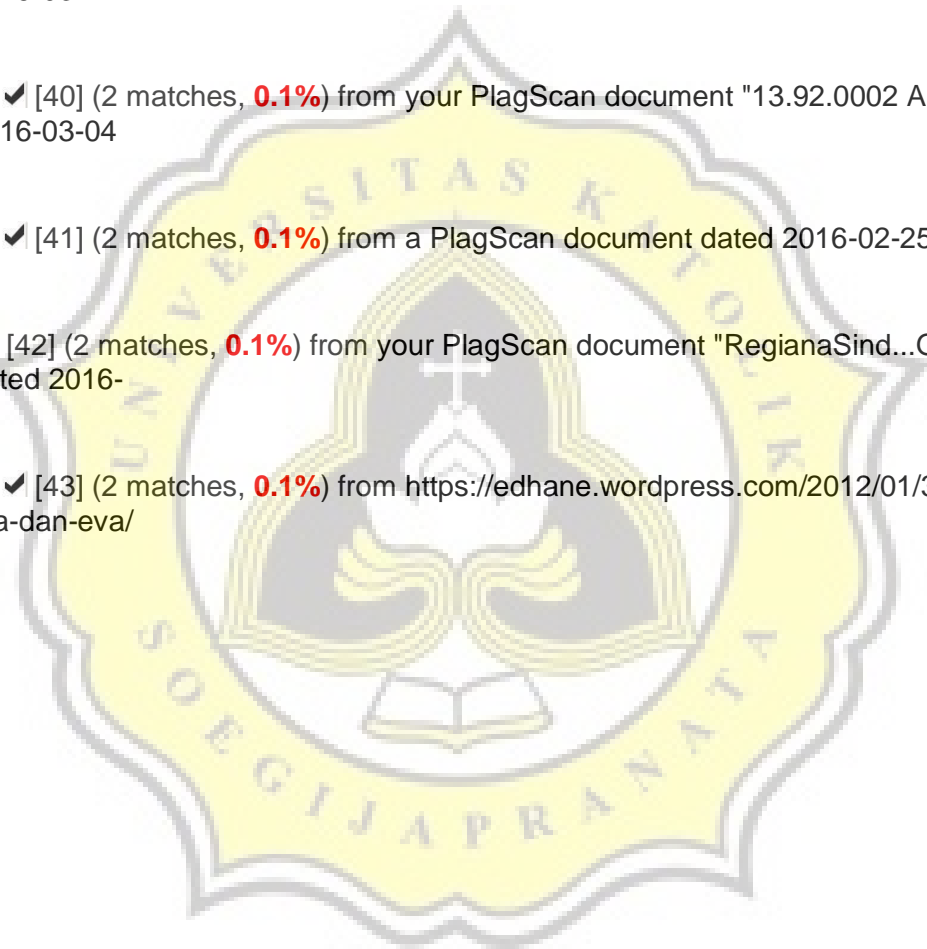 ✔ [40] (2 matches, 0.1%) from your PlagScan document "13.92.0002 A
16-03-04
✔ [41] (2 matches, 0.1%) from a PlagScan document dated 2016-02-25
[42] (2 matches, 0.1%) from your PlagScan document "RegianaSind...
ted 2016-
✔ [43] (2 matches, 0.1%) from https://edhane.wordpress.com/2012/01/3
a-dan-eva/
UNIVERSITAS KATOLIK
SOEGIJAPRANATA